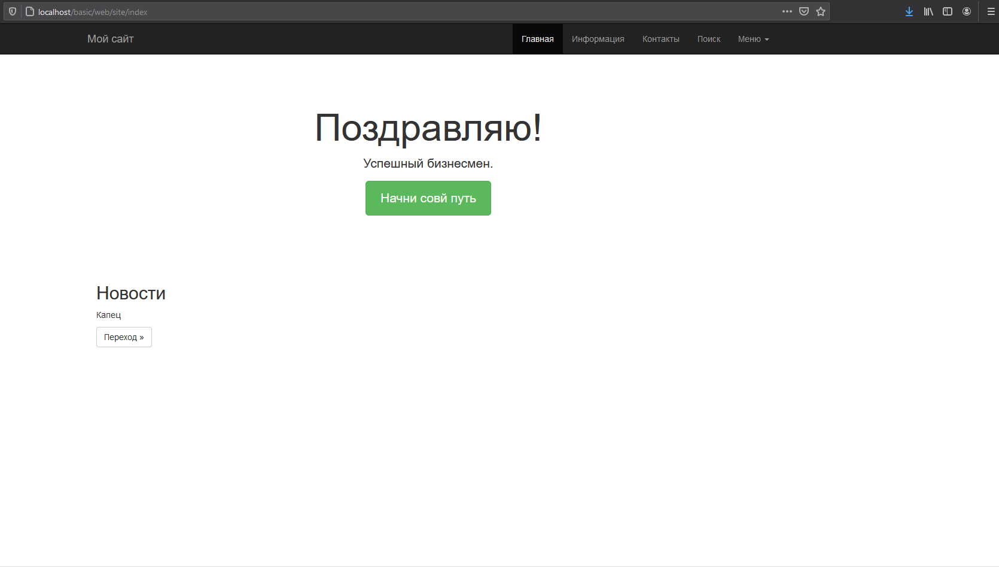 localhost/basic/web/site/index
Мой сайт Главная Информация Контакты Поиск Меню
Поздравляю!
Успешный бизнесмен.
Начни совй путь
Новости
Капец
Переход »